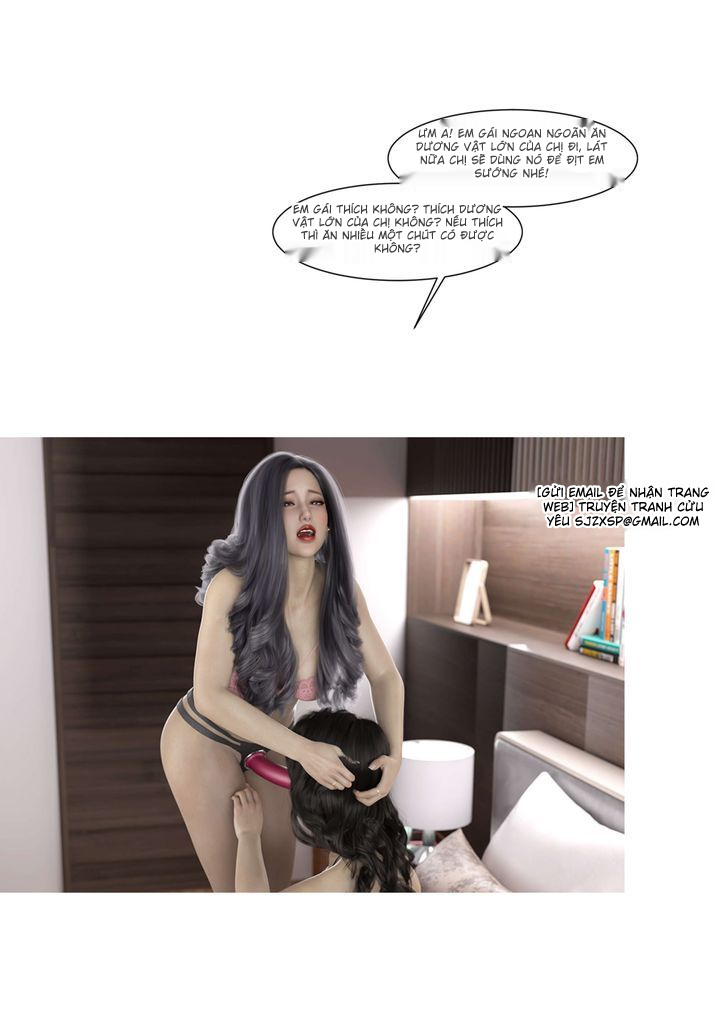 ƯM A! EM GÁI NGOAN NGOÃN ĂN
DƯƠNG VẬT LỚN CỦA CHỊ ĐI, LÁT
NỮA CHỊ SẼ DÙNG NÓ ĐỂ ĐỊT EM
SƯỚNG NHÉ!
EM GÁI THÍCH KHÔNG? THÍCH DƯƠNG
VẬT LỚN CỦA CHỊ KHÔNG? NẾU THÍCH
THÌ ĂN NHIỀU MỘT CHÚT CÓ ĐƯỢC
KHÔNG?
[GỬI EMAIL ĐỂ NHẬN TRANG
WEB] TRUYỆN TRANH CỬU
YÊU SJZXSP@GMAIL.COM